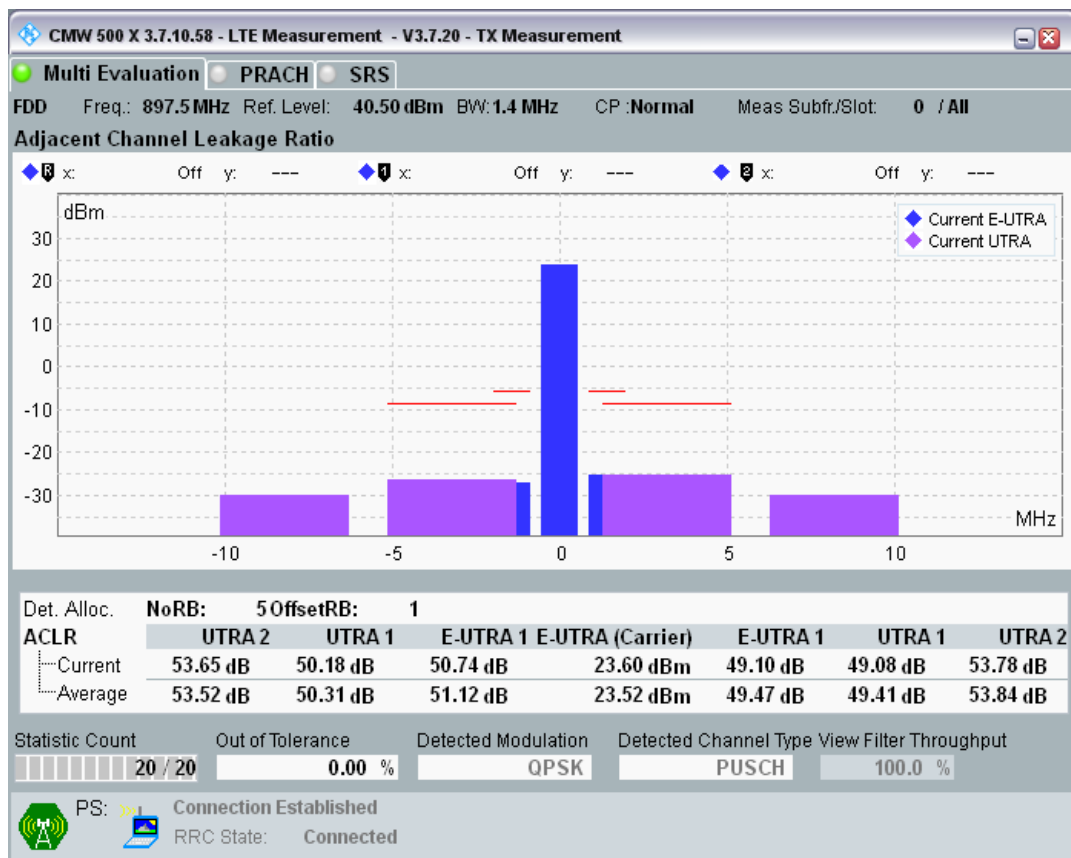 CMW 500 X 3.7.10.58 - LTE Measurement - V3.7.20 - TX Measurement
Multi Evaluation PRACH SRS
FDD Freq.: 897.5 MHz Ref. Level: 40.50 dBm BW: 1.4 MHz CP :Normal Meas Subfr./Slot: 0 / All
Adjacent Channel Leakage Ratio
R x: Off y: --- 1 x: Off y: --- 2 x: Off y: ---
dBm
Current E-UTRA
Current UTRA
30
20
10
0
-10
-20
-30
MHz
-10 -5 0 5 10
Det. Alloc. NoRB: 5 OffsetRB: 1
ACLR UTRA 2 UTRA 1 E-UTRA 1 E-UTRA (Carrier) E-UTRA 1 UTRA 1 UTRA 2
Current 53.65 dB 50.18 dB 50.74 dB 23.60 dBm 49.10 dB 49.08 dB 53.78 dB
Average 53.52 dB 50.31 dB 51.12 dB 23.52 dBm 49.47 dB 49.41 dB 53.84 dB
Statistic Count Out of Tolerance Detected Modulation Detected Channel Type View Filter Throughput
20 / 20 0.00 % QPSK PUSCH 100.0 %
PS: Connection Established
RRC State: Connected